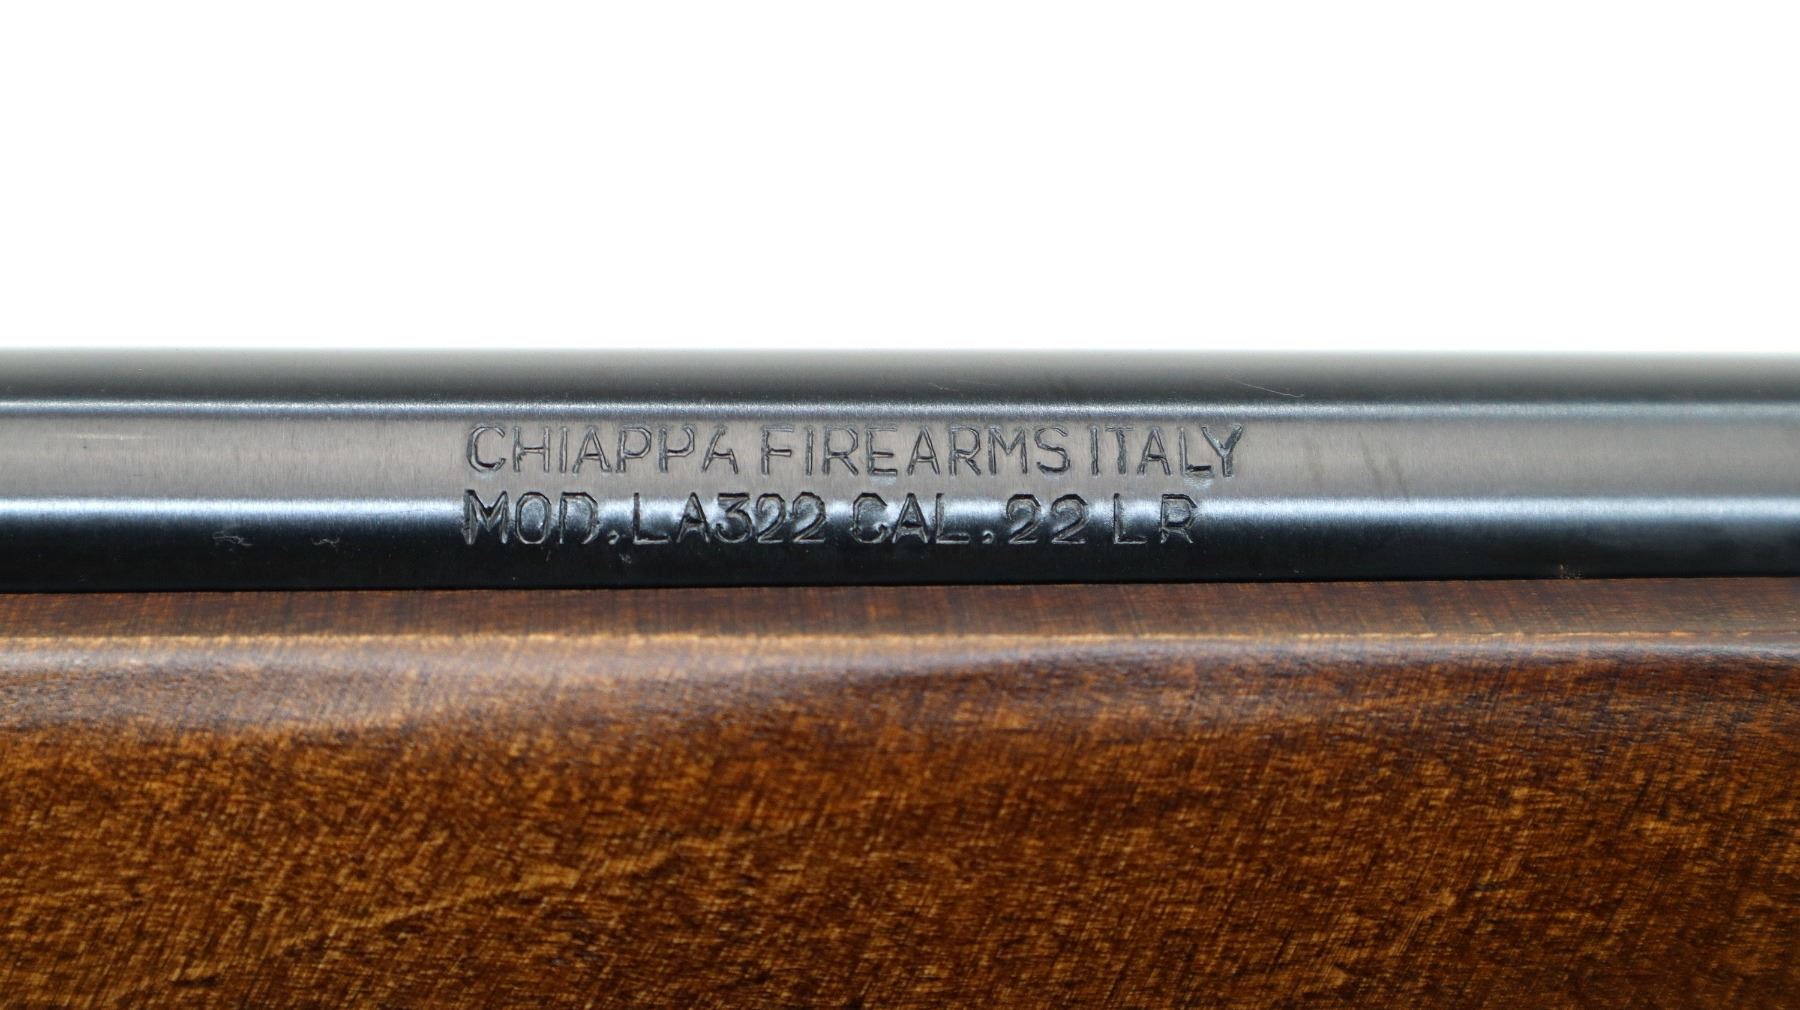 CHIAPPA FIREARMS ITALY
MOD. LA322 CAL. 22 LR